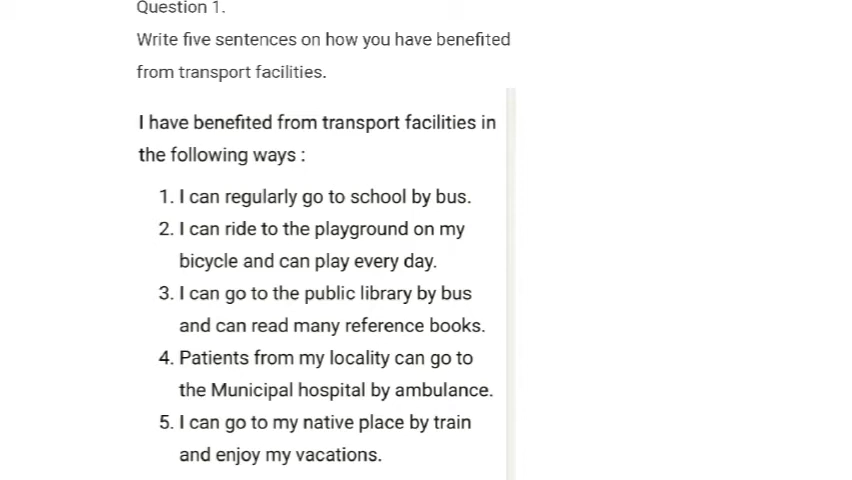 Question 1.
Write five sentences on how you have benefited
from transport facilities.
I have benefited from transport facilities in
the following ways :
1. I can regularly go to school by bus.
2. I can ride to the playground on my
bicycle and can play every day.
3. I can go to the public library by bus
and can read many reference books.
4. Patients from my locality can go to
the Municipal hospital by ambulance.
5. I can go to my native place by train
and enjoy my vacations.